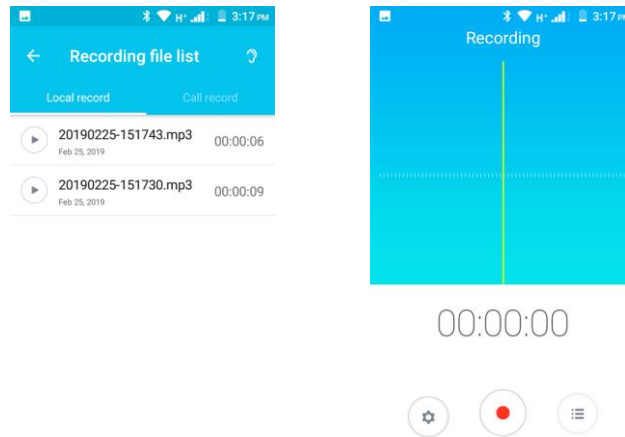 H+ 3:17 PM
Recording file list
Local record Call record
20190225-151743.mp3 00:00:06
Feb 25, 2019
20190225-151730.mp3 00:00:09
Feb 25, 2019
H+ 3:17 PM
Recording
00:00:00